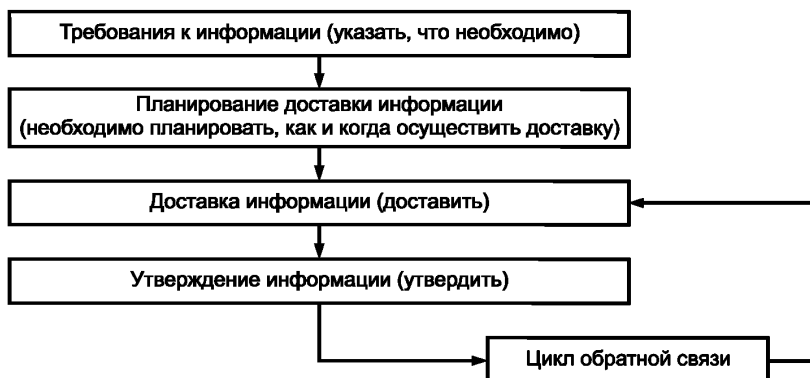 Требования к информации (указать, что необходимо)
Планирование доставки информации
(необходимо планировать, как и когда осуществить доставку)
Доставка информации (доставить)
Утверждение информации (утвердить)
Цикл обратной связи